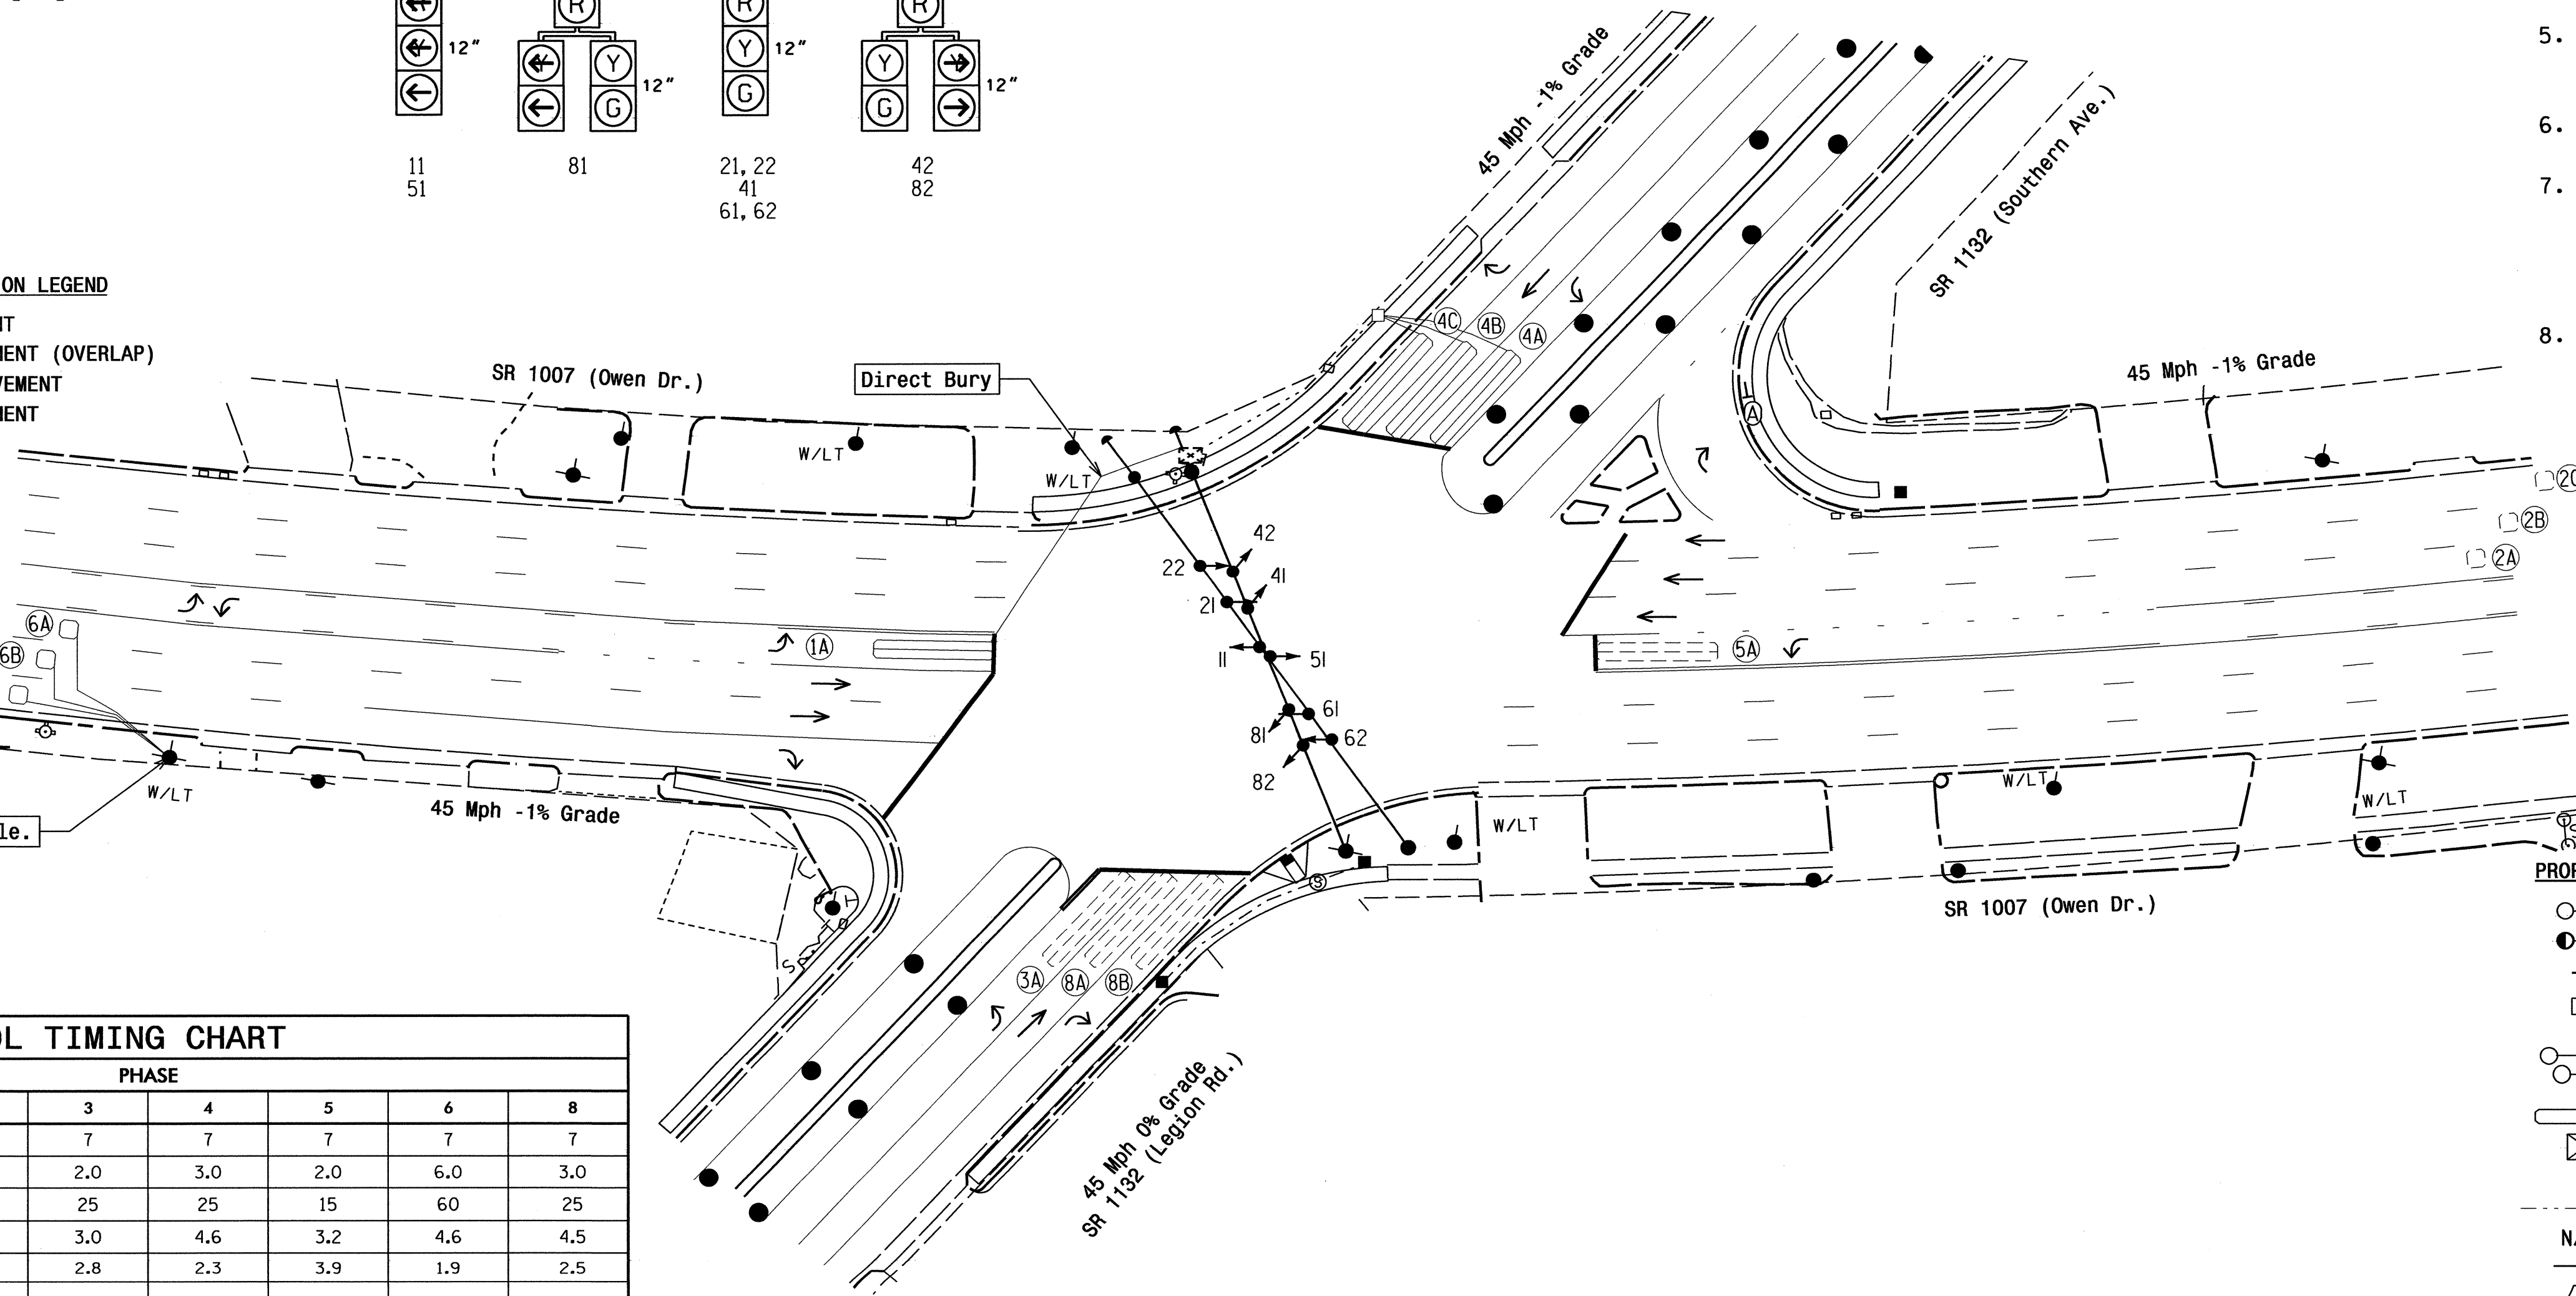 R
R
R
Y
12"
Y
Y
12"
Y
Y
12"
G
G
G
12"
11
51
81
21, 22
41
61, 62
42
82
5.
6.
7.
8.
ON LEGEND
MENT (OVERLAP)
VEMENT
MENT
45 Mph -1% Grade
SR 1132 (Southern Ave.)
SR 1007 (Owen Dr.)
Direct Bury
W/LT
W/LT
4C
4B
4A
A
45 Mph -1% Grade
2B
2A
42
22
41
21
11
51
61
81
62
82
6A
6B
1A
5A
W/LT
45 Mph -1% Grade
le.
W/LT
W/LT
W/LT
SR 1007 (Owen Dr.)
S
S
3A
8A
8B
45 Mph 0% Grade
SR 1132 (Legion Rd.)
OL TIMING CHART
PHASE
3 4 5 6 8
7 7 7 7 7
2.0 3.0 2.0 6.0 3.0
25 25 15 60 25
3.0 4.6 3.2 4.6 4.5
2.8 2.3 3.9 1.9 2.5